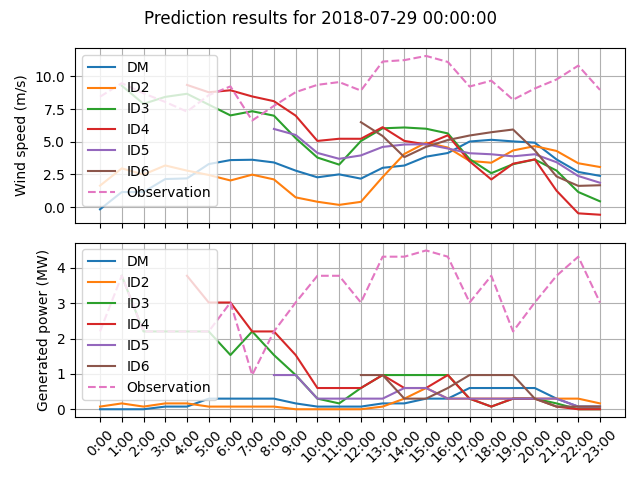 Prediction results for 2018-07-29 00:00:00
Wind speed (m/s)
10.0
7.5
5.0
2.5
0.0
DM
ID2
ID3
ID4
ID5
ID6
Observation
Generated power (MW)
4
3
2
1
0
DM
ID2
ID3
ID4
ID5
ID6
Observation
0:00
1:00
2:00
3:00
4:00
5:00
6:00
7:00
8:00
9:00
10:00
11:00
12:00
13:00
14:00
15:00
16:00
17:00
18:00
19:00
20:00
21:00
22:00
23:00